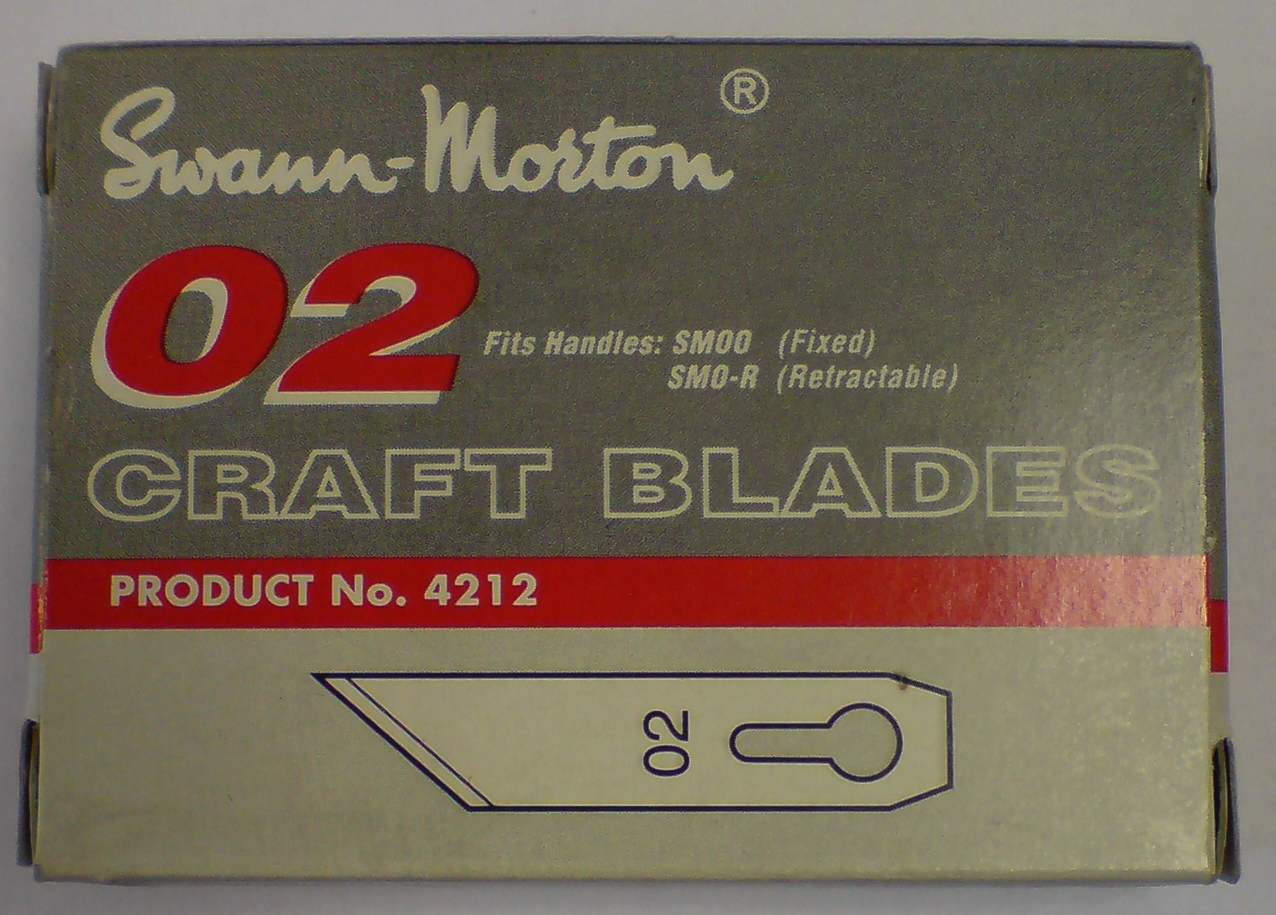 Swann-Morton®
02
Fits Handles: SM00 (Fixed)
SM0-R (Retractable)
CRAFT BLADES
PRODUCT No. 4212
02